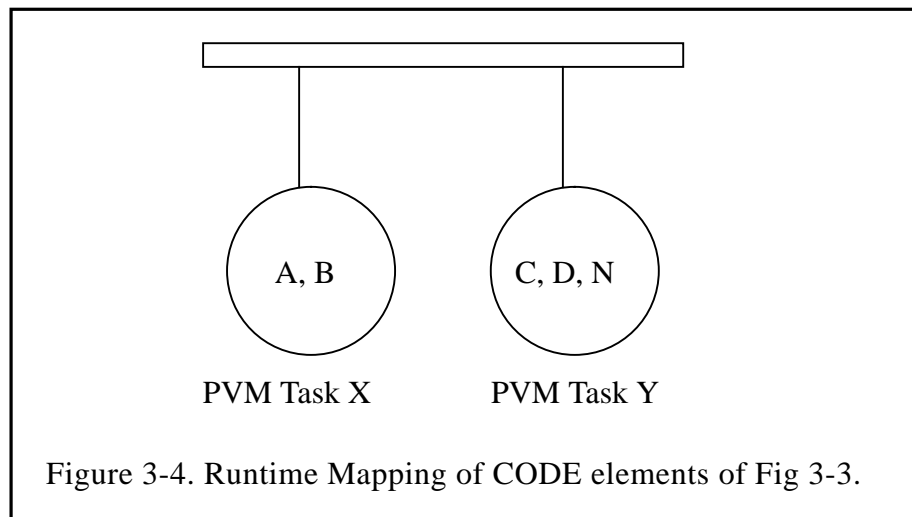 A, B
C, D, N
PVM Task X
PVM Task Y
Figure 3-4. Runtime Mapping of CODE elements of Fig 3-3.